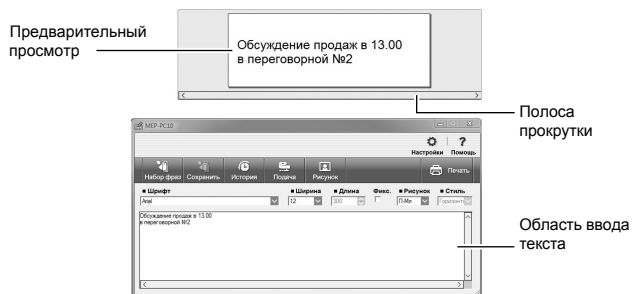 Предварительный
просмотр
Обсуждение продаж в 13.00
в переговорной №2
Полоса
прокрутки
MEP-PC10
Настройки Помощь
Набор фраз Сохранить История Подача Рисунок Печать
■ Шрифт ■ Ширина ■ Длина Фикс. ■ Рисунок ■ Стиль
Arial 12 300 П-Мя Горизонт
Обсуждение продаж в 13.00
в переговорной №2
Область ввода
текста